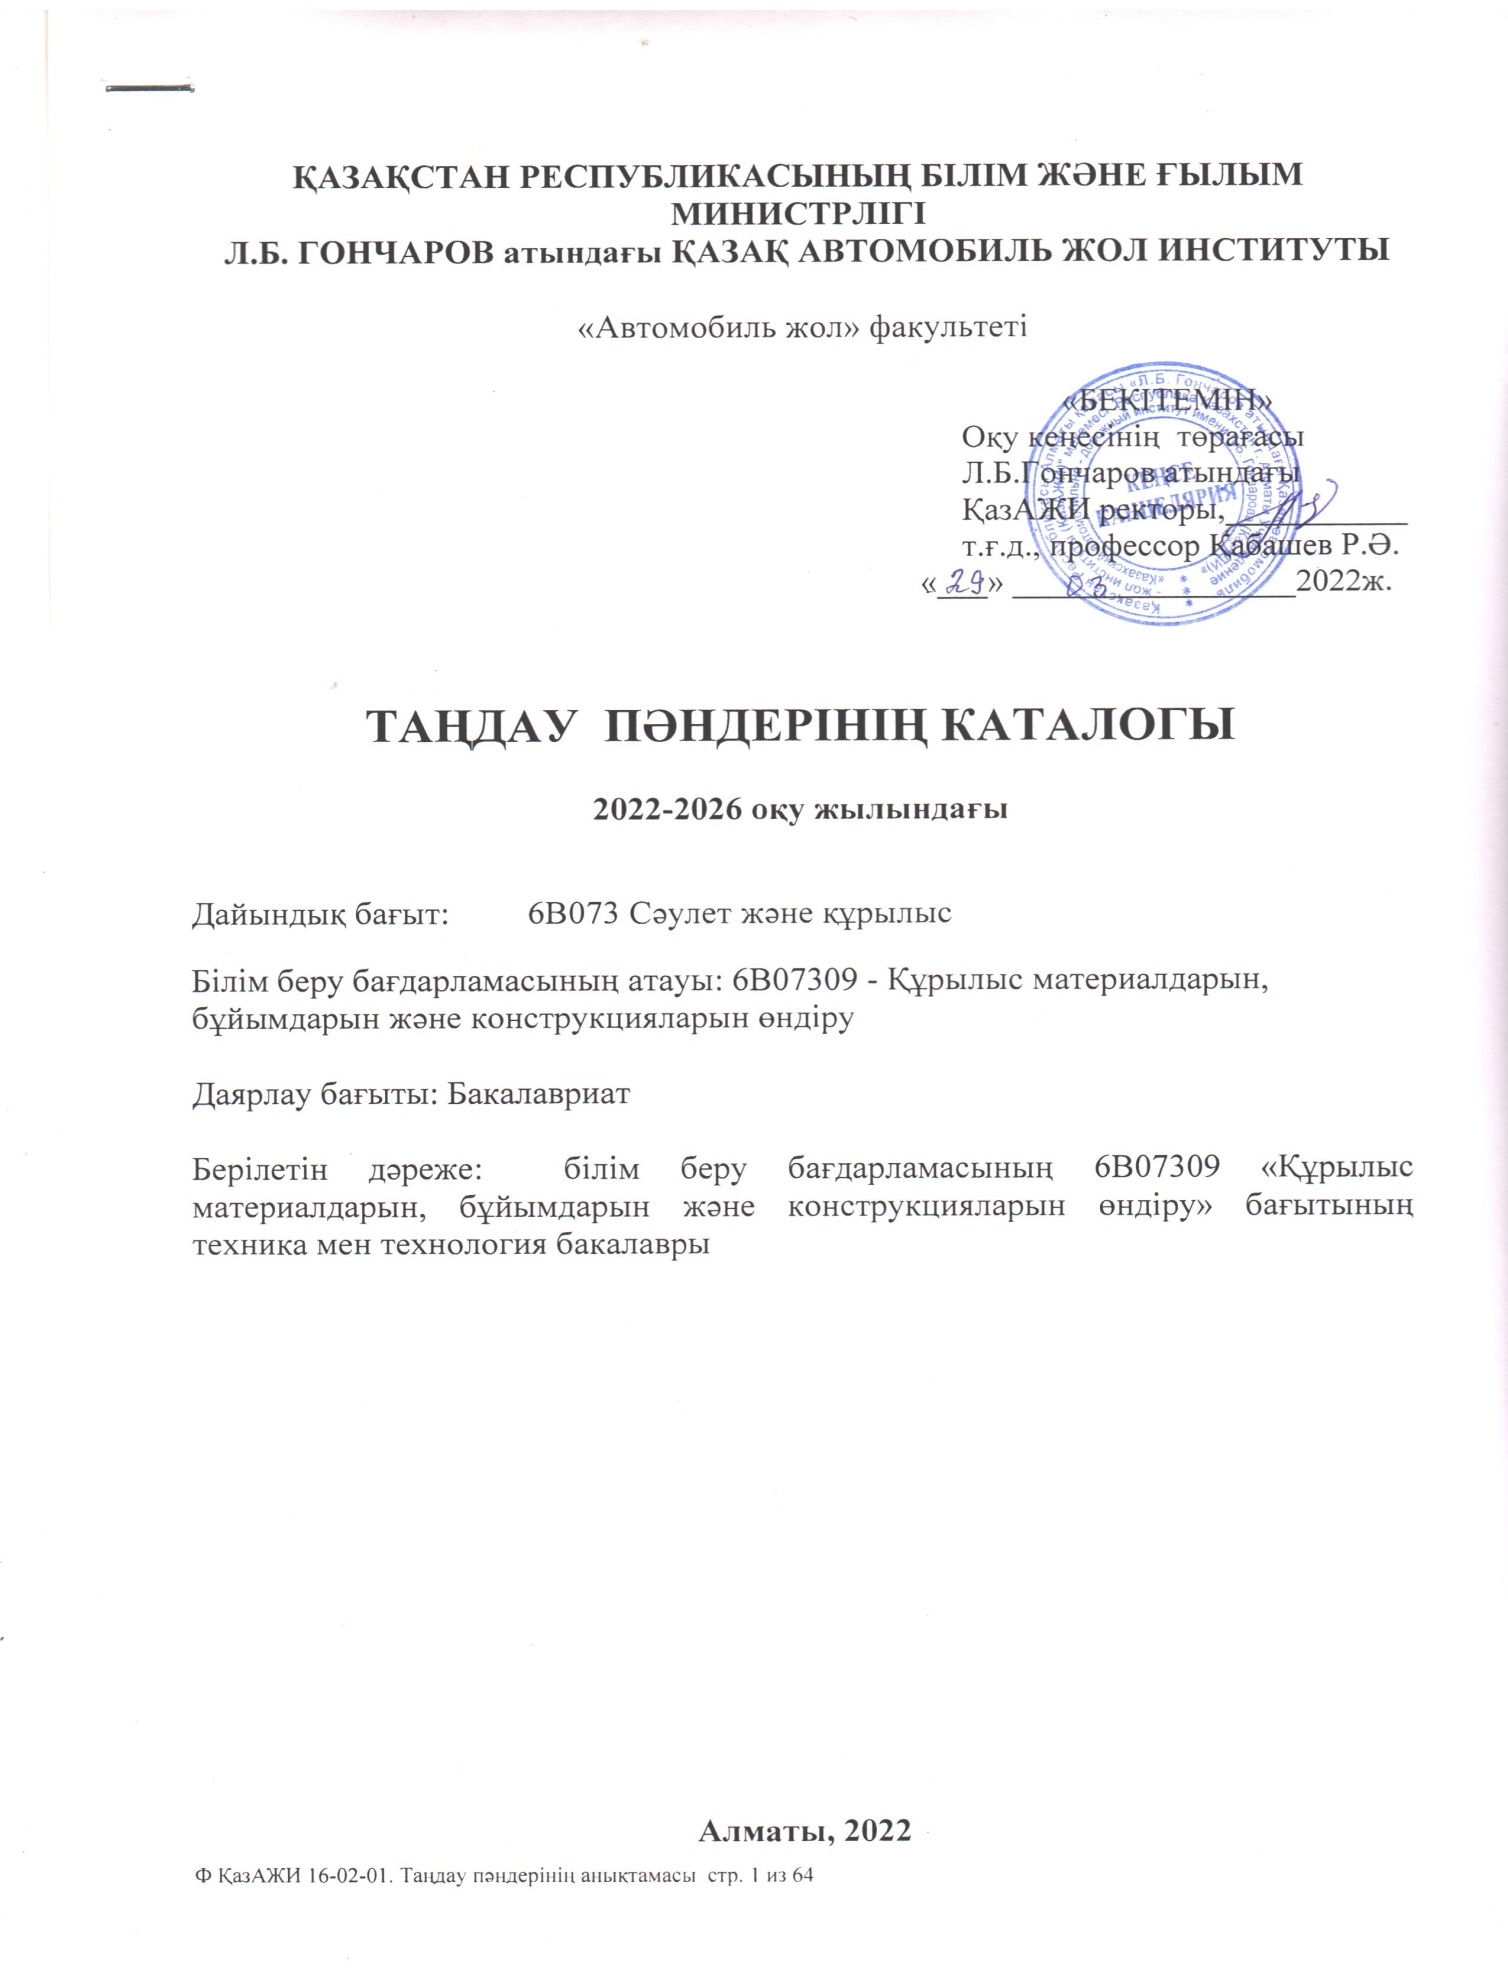 ҚАЗАҚСТАН РЕСПУБЛИКАСЫНЫҢ БІЛІМ ЖӘНЕ ҒЫЛЫМ
МИНИСТРЛІГІ
Л.Б. ГОНЧАРОВ атындағы ҚАЗАҚ АВТОМОБИЛЬ ЖОЛ ИНСТИТУТЫ
«Автомобиль жол» факультеті
«БЕКІТЕМІН»
Оқу кеңесінің төрағасы
Л.Б.Гончаров атындағы
ҚазАЖИ ректоры,
т.ғ.д., профессор Қабашев Р.Ә.
«29» 03 2022ж.
КЕҢСЕ
КАНЦЕЛЯРИЯ
ТАҢДАУ ПӘНДЕРІНІҢ КАТАЛОГЫ
2022-2026 оқу жылындағы
Дайындық бағыт: 6В073 Сәулет және құрылыс
Білім беру бағдарламасының атауы: 6В07309 - Құрылыс материалдарын,
бұйымдарын және конструкцияларын өндіру
Даярлау бағыты: Бакалавриат
Берілетін дәреже: білім беру бағдарламасының 6В07309 «Құрылыс
материалдарын, бұйымдарын және конструкцияларын өндіру» бағытының
техника мен технология бакалавры
Алматы, 2022
Ф ҚазАЖИ 16-02-01. Таңдау пәндерінің анықтамасы стр. 1 из 64